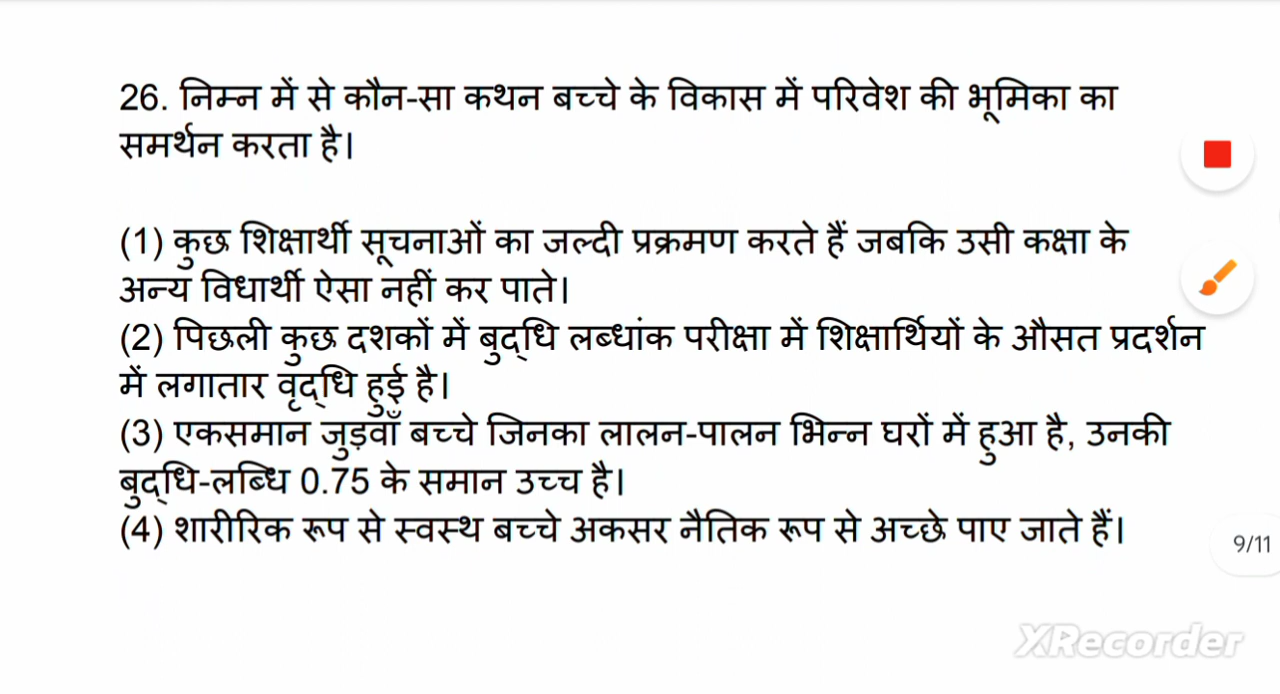 26. निम्न में से कौन-सा कथन बच्चे के विकास में परिवेश की भूमिका का
समर्थन करता है।
(1) कुछ शिक्षार्थी सूचनाओं का जल्दी प्रक्रमण करते हैं जबकि उसी कक्षा के
अन्य विधार्थी ऐसा नहीं कर पाते।
(2) पिछली कुछ दशकों में बुद्धि लब्धांक परीक्षा में शिक्षार्थियों के औसत प्रदर्शन
में लगातार वृद्धि हुई है।
(3) एकसमान जुड़वाँ बच्चे जिनका लालन-पालन भिन्न घरों में हुआ है, उनकी
बुद्धि-लब्धि 0.75 के समान उच्च है।
(4) शारीरिक रूप से स्वस्थ बच्चे अकसर नैतिक रूप से अच्छे पाए जाते हैं।
9/11
XRecorder